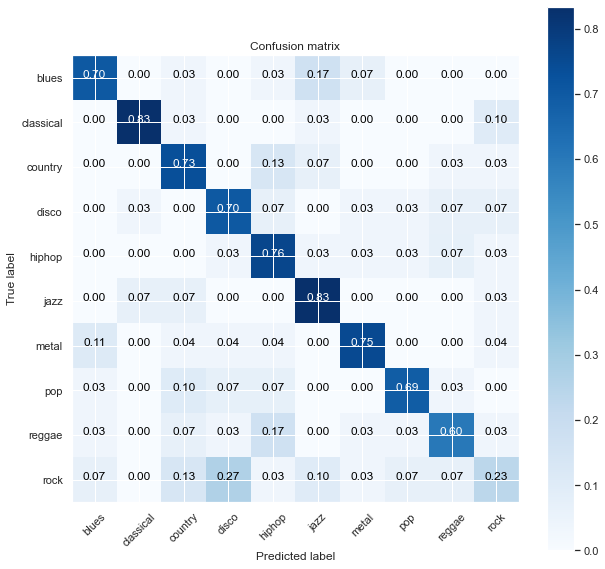 Confusion matrix
True label
blues 0.70 0.00 0.03 0.00 0.03 0.17 0.07 0.00 0.00 0.00
classical 0.00 0.83 0.03 0.00 0.00 0.03 0.00 0.00 0.00 0.10
country 0.00 0.00 0.73 0.00 0.13 0.07 0.00 0.00 0.03 0.03
disco 0.00 0.03 0.00 0.70 0.07 0.00 0.03 0.03 0.07 0.07
hiphop 0.00 0.00 0.00 0.03 0.76 0.03 0.03 0.03 0.07 0.03
jazz 0.00 0.07 0.07 0.00 0.00 0.83 0.00 0.00 0.00 0.03
metal 0.11 0.00 0.04 0.04 0.04 0.00 0.75 0.00 0.00 0.04
pop 0.03 0.00 0.10 0.07 0.07 0.00 0.00 0.69 0.03 0.00
reggae 0.03 0.00 0.07 0.03 0.17 0.00 0.03 0.03 0.60 0.03
rock 0.07 0.00 0.13 0.27 0.03 0.10 0.03 0.07 0.07 0.23
blues classical country disco hiphop jazz metal pop reggae rock
Predicted label
0.8
0.7
0.6
0.5
0.4
0.3
0.2
0.1
0.0